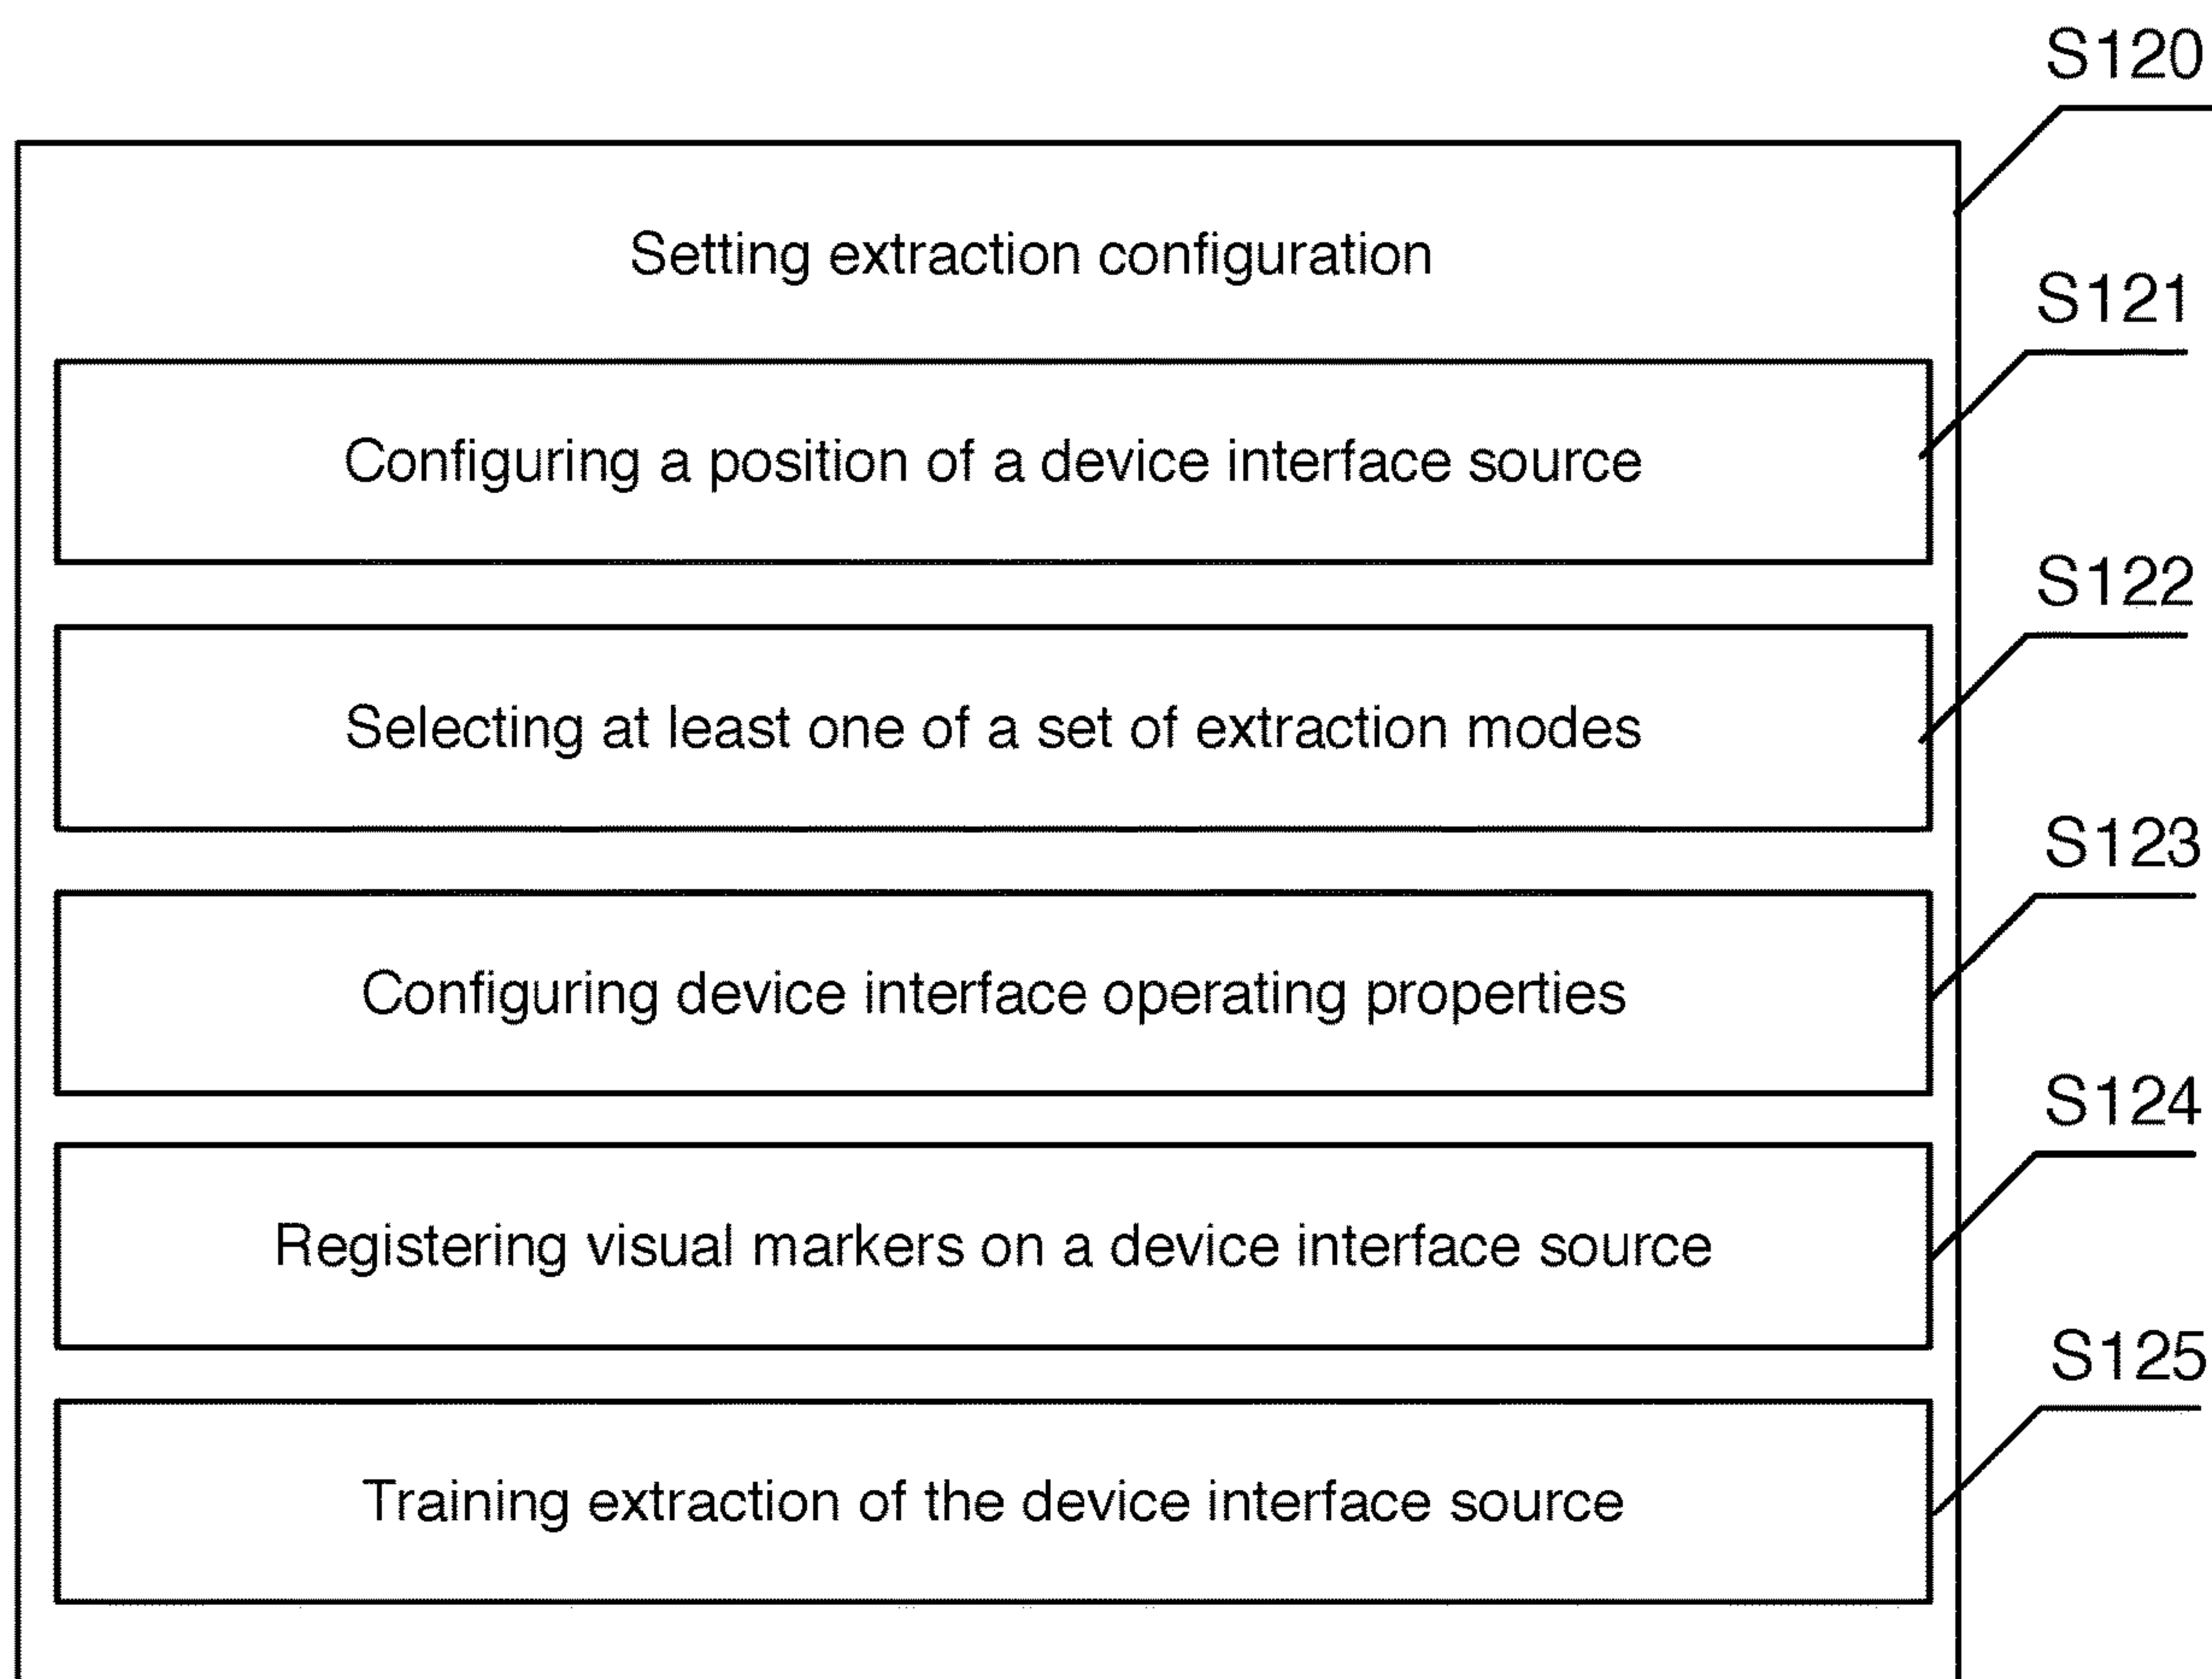 S120
Setting extraction configuration
S121
Configuring a position of a device interface source
S122
Selecting at least one of a set of extraction modes
S123
Configuring device interface operating properties
S124
Registering visual markers on a device interface source
S125
Training extraction of the device interface source